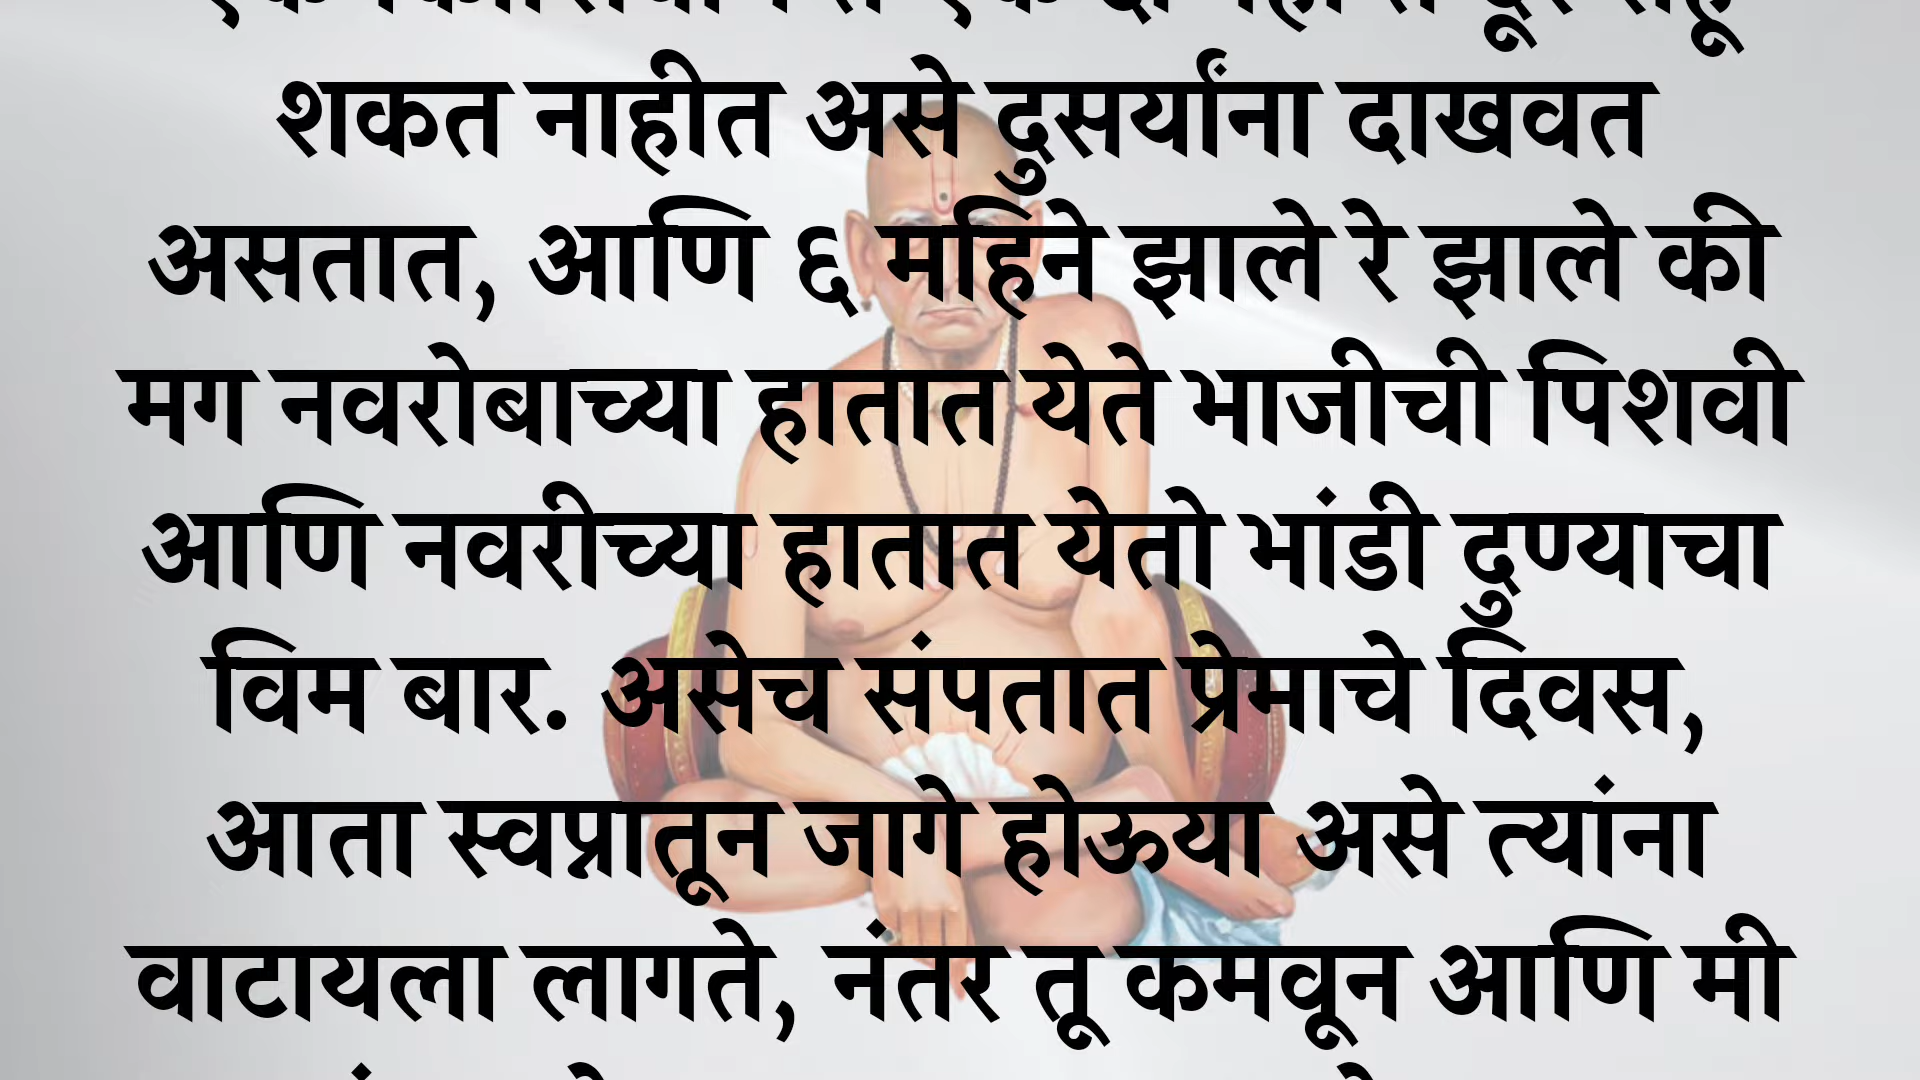 शकत नाहीत असे दुसर्यांना दाखवत
असतात, आणि ६ महिने झाले रे झाले की
मग नवरोबाच्या हातात येते भाजीची पिशवी
आणि नवरीच्या हातात येतो भांडी दुण्याचा
विम बार. असेच संपतात प्रेमाचे दिवस,
आता स्वप्नातून जागे होऊया असे त्यांना
वाटायला लागते, नंतर तू कमवून आणि मी